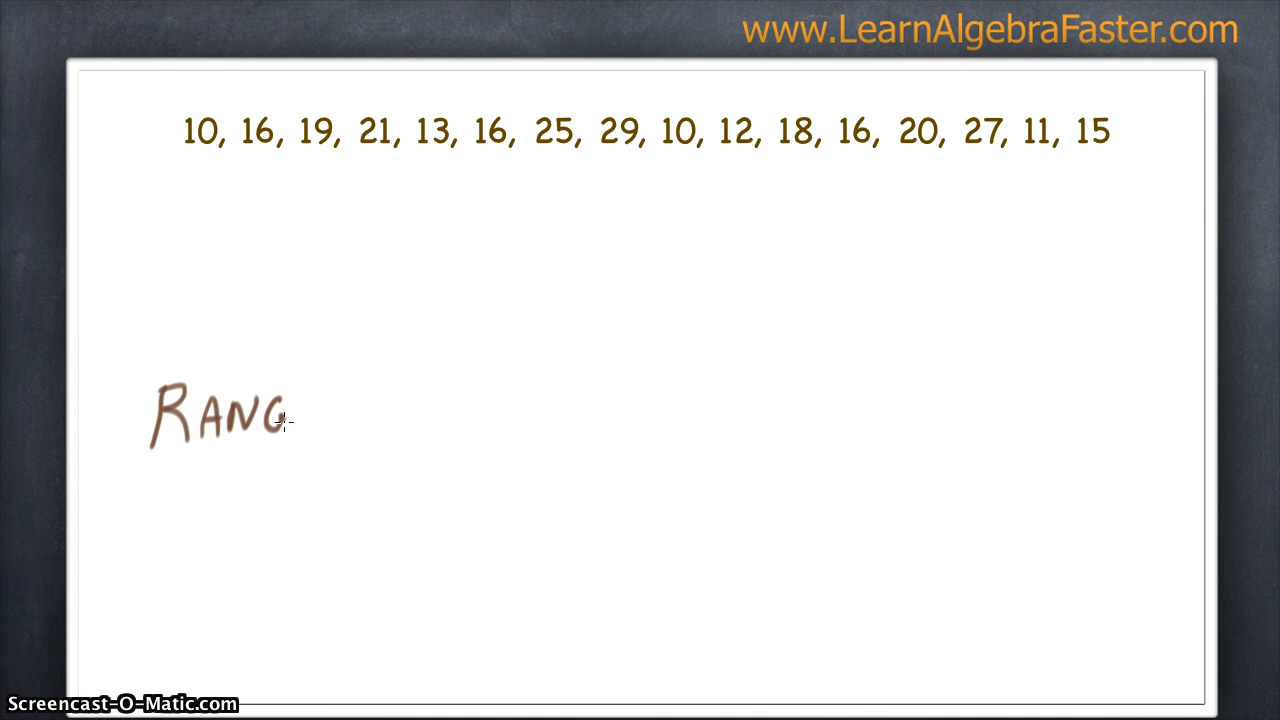 www.LearnAlgebraFaster.com
10, 16, 19, 21, 13, 16, 25, 29, 10, 12, 18, 16, 20, 27, 11, 15
RANG
Screencast-O-Matic.com